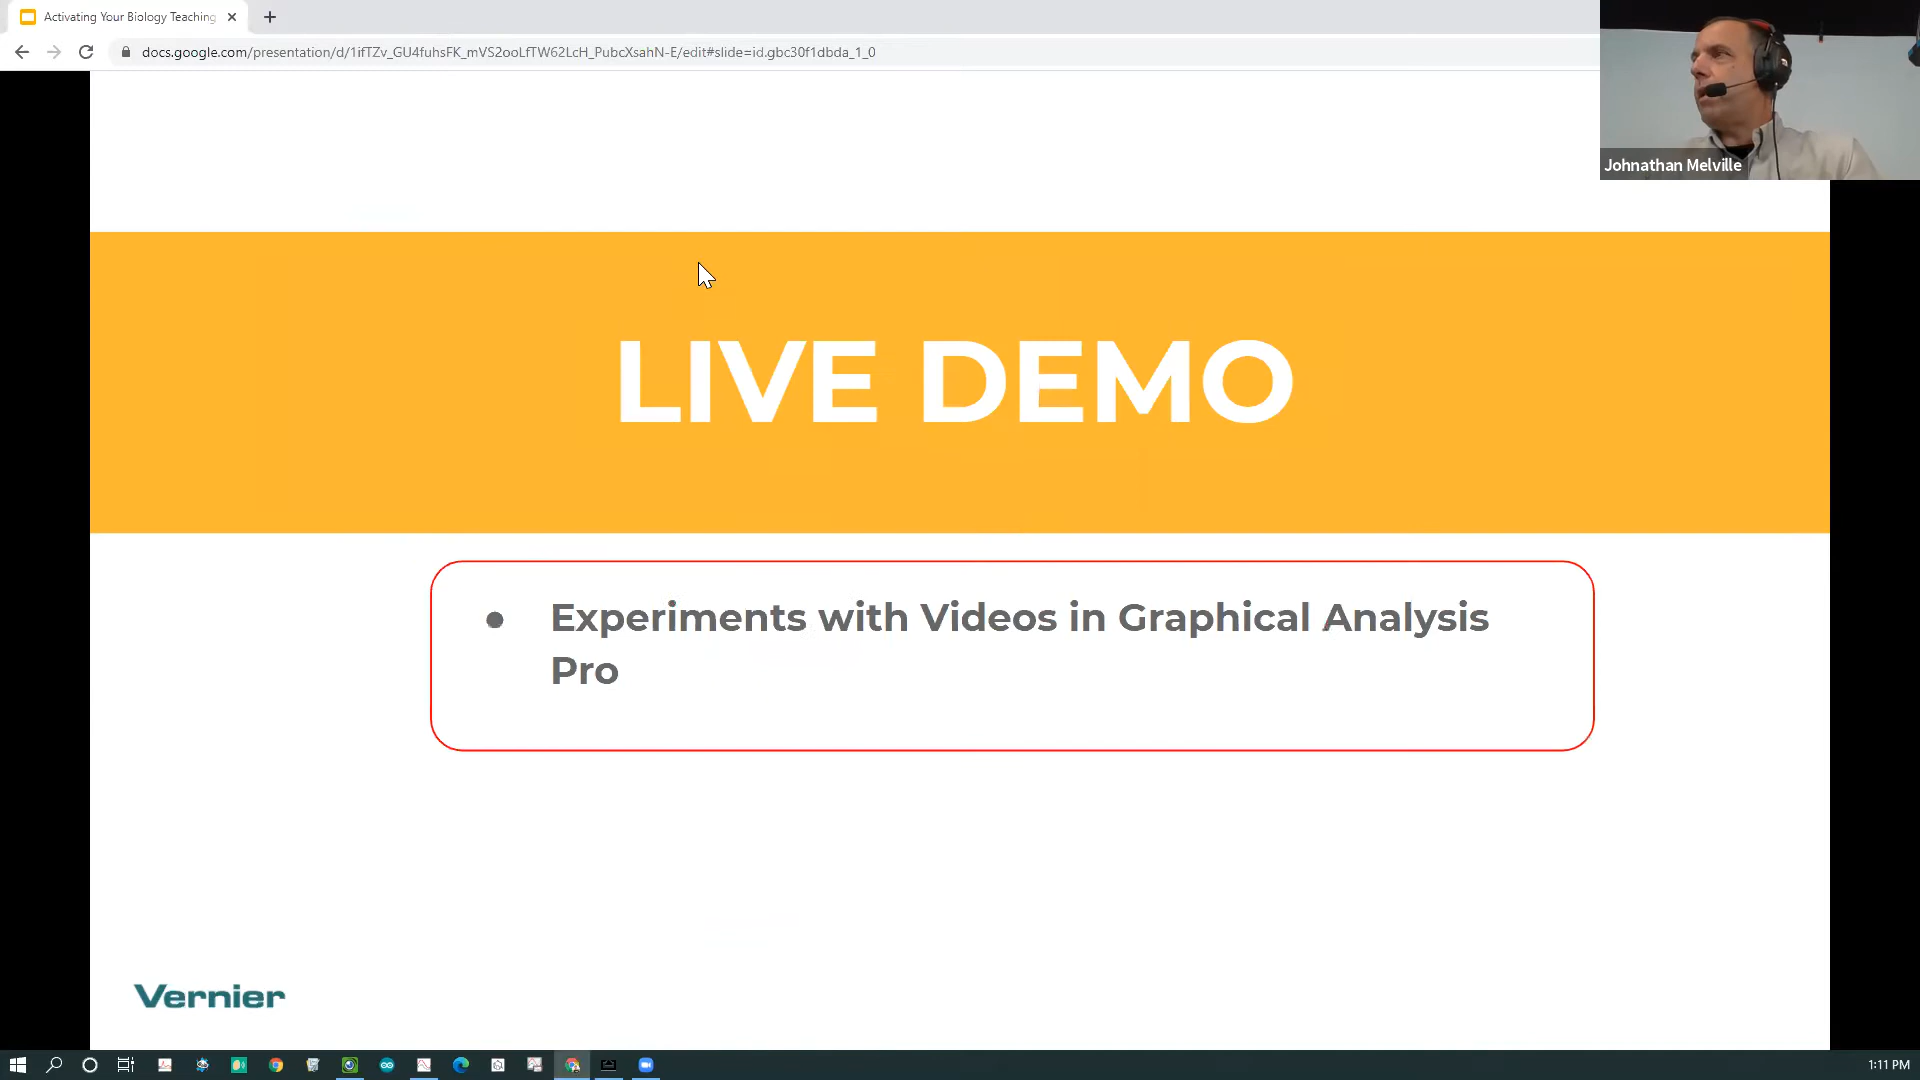 Activating Your Biology Teaching
docs.google.com/presentation/d/1ifTZv_GU4fuhsFK_mVS2ooLfTW62LcH_PubcXsahN-E/edit#slide=id.gbc30f1dbda_1_0
Johnathan Melville
LIVE DEMO
● Experiments with Videos in Graphical Analysis
Pro
Vernier
1:11 PM